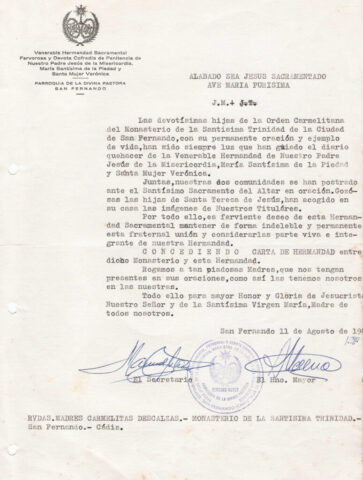 Venerable Hermandad Sacramental
Fervorosa y Devota Cofradía de Penitencia de
Nuestro Padre Jesús de la Misericordia,
María Santísima de la Piedad y
Santa Mujer Verónica
PARROQUIA DE LA DIVINA PASTORA
SAN FERNANDO
ALABADO SEA JESUS SACRAMENTADO
AVE MARIA PURISIMA
Las devotísimas hijas de la Orden Carmelitana
del Monasterio de la Santísima Trinidad de la Ciudad
de San Fernando, con su permanente oración y ejemplo
de vida, han sido siempre luz que han guiado el diario
quehacer de la Venerable Hermandad de Nuestro Padre
Jesús de la Misericordia, María Santísima de la Piedad
y Santa Mujer Verónica.
Juntas, nuestras dos comunidades se han postrado
ante el Santísimo Sacramento del Altar en oración.
las hijas de Santa Teresa de Jesús, han acogido en
su casa las imágenes de Nuestros Titulares.
Por todo ello, es ferviente deseo de esta Herman-
dad Sacramental mantener de forma indeleble y permanente
esta fraternal unión y considerarlas parte viva e inte-
grante de nuestra Hermandad.
CONCEDIENDO CARTA DE HERMANDAD entre
dicho Monasterio y esta Hermandad.
Rogamos a tan piadosas Madres, que nos tengan
presentes en sus oraciones, como así las tenemos nosotros
en las nuestras.
Todo ello para mayor Honor y Gloria de Jesucristo
Nuestro Señor y de la Santísima Virgen María, Madre de
todos nosotros.
San Fernando 11 de Agosto de
El Secretario El Hno. Mayor
RVDAS. MADRES CARMELITAS DESCALZAS.- MONASTERIO DE LA SANTISIMA TRINIDAD.-
San Fernando.- Cádiz.